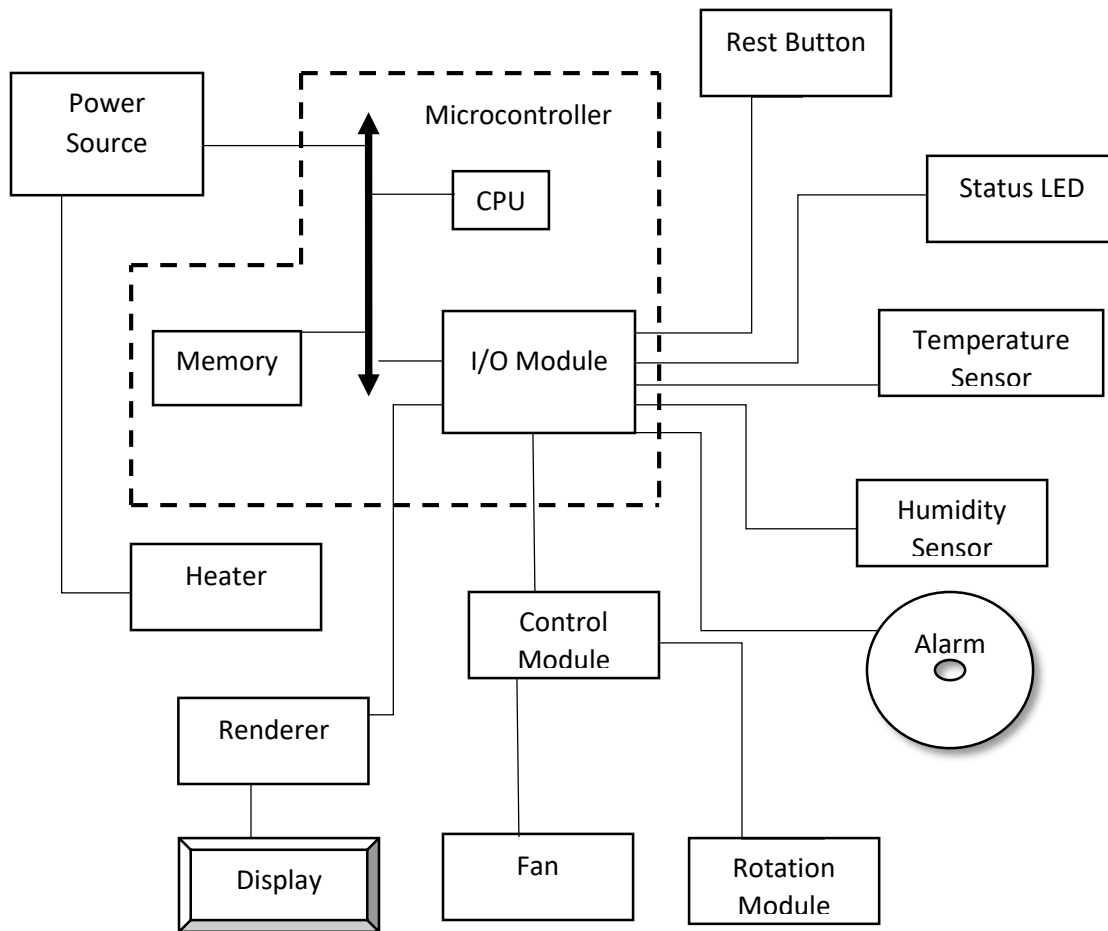 Rest Button
Power
Source
Microcontroller
CPU
Status LED
Memory
I/O Module
Temperature
Sensor
Humidity
Sensor
Heater
Control
Module
Alarm
Renderer
Display
Fan
Rotation
Module